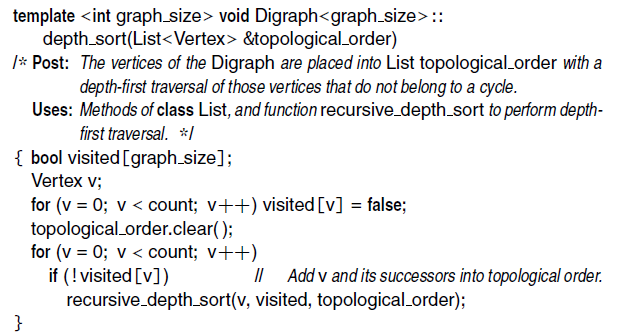 template <int graph_size> void Digraph<graph_size> ::
depth_sort(List<Vertex> &topological_order)
/* Post: The vertices of the Digraph are placed into List topological_order with a
depth-first traversal of those vertices that do not belong to a cycle.
Uses: Methods of class List, and function recursive_depth_sort to perform depth-
first traversal. */
{ bool visited[graph_size];
Vertex v;
for (v = 0; v < count; v++) visited[v] = false;
topological_order.clear();
for (v = 0; v < count; v++)
if (!visited[v]) // Add v and its successors into topological order.
recursive_depth_sort(v, visited, topological_order);
}